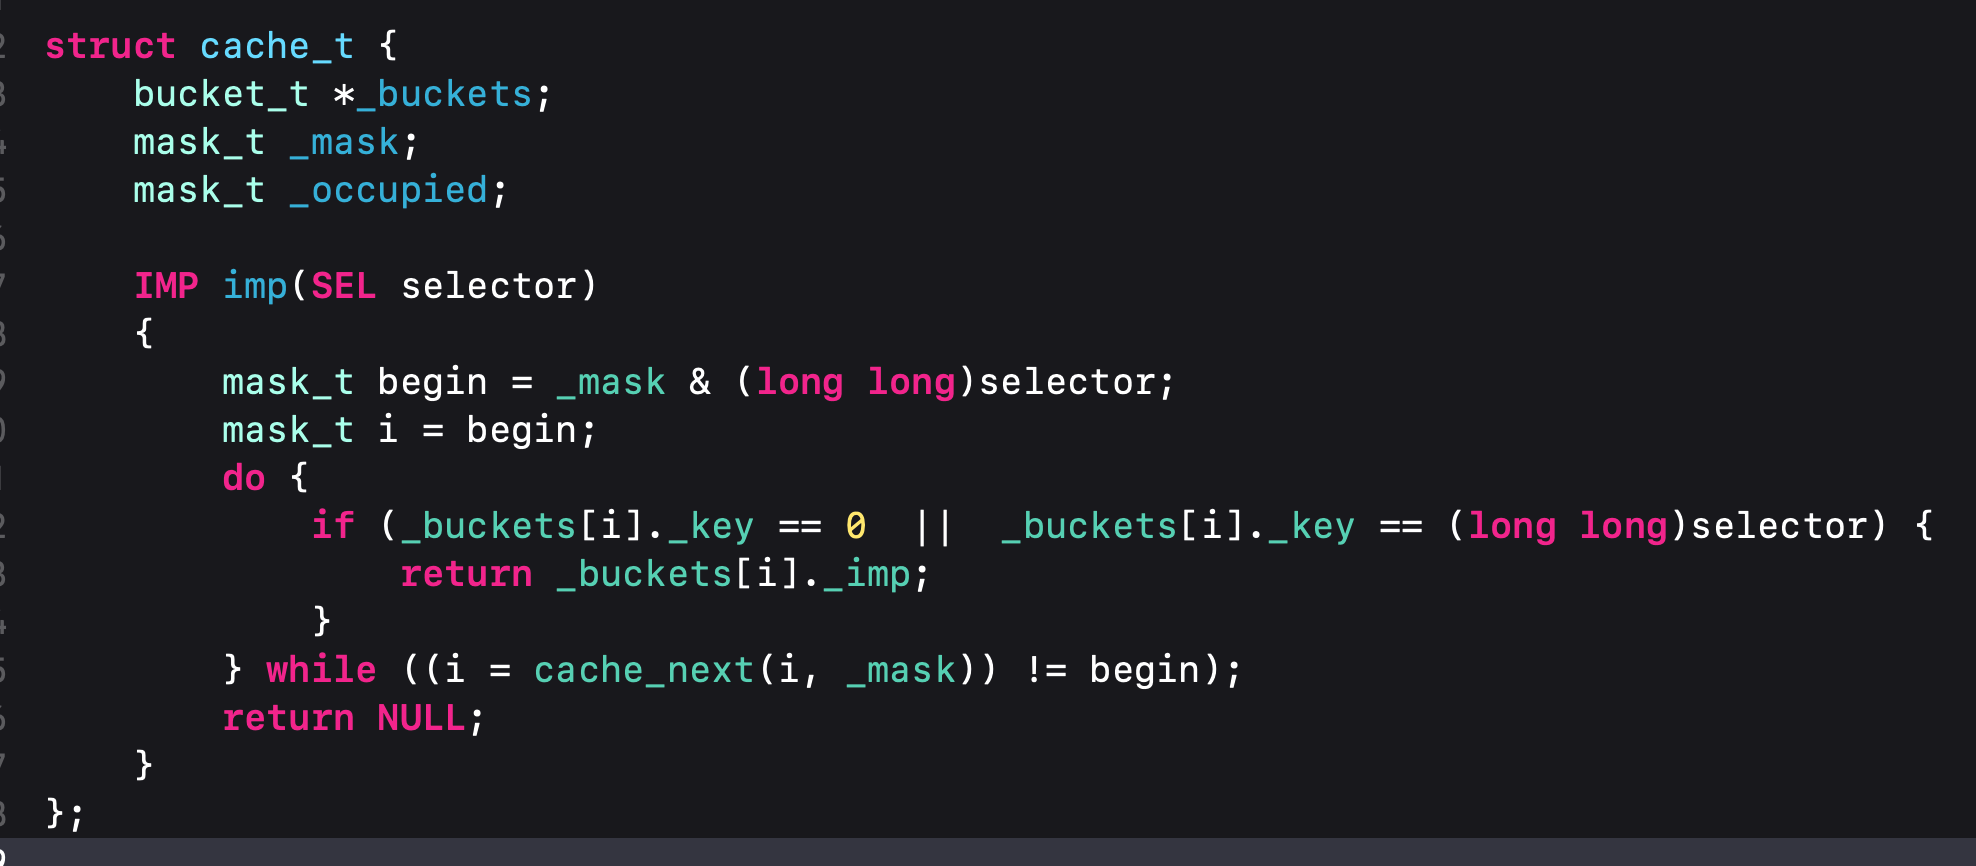 struct cache_t {
    bucket_t *_buckets;
    mask_t _mask;
    mask_t _occupied;
    IMP imp(SEL selector)
    {
        mask_t begin = _mask & (long long)selector;
        mask_t i = begin;
        do {
            if (_buckets[i]._key == 0  ||  _buckets[i]._key == (long long)selector) {
                return _buckets[i]._imp;
            }
        } while ((i = cache_next(i, _mask)) != begin);
        return NULL;
    }
};